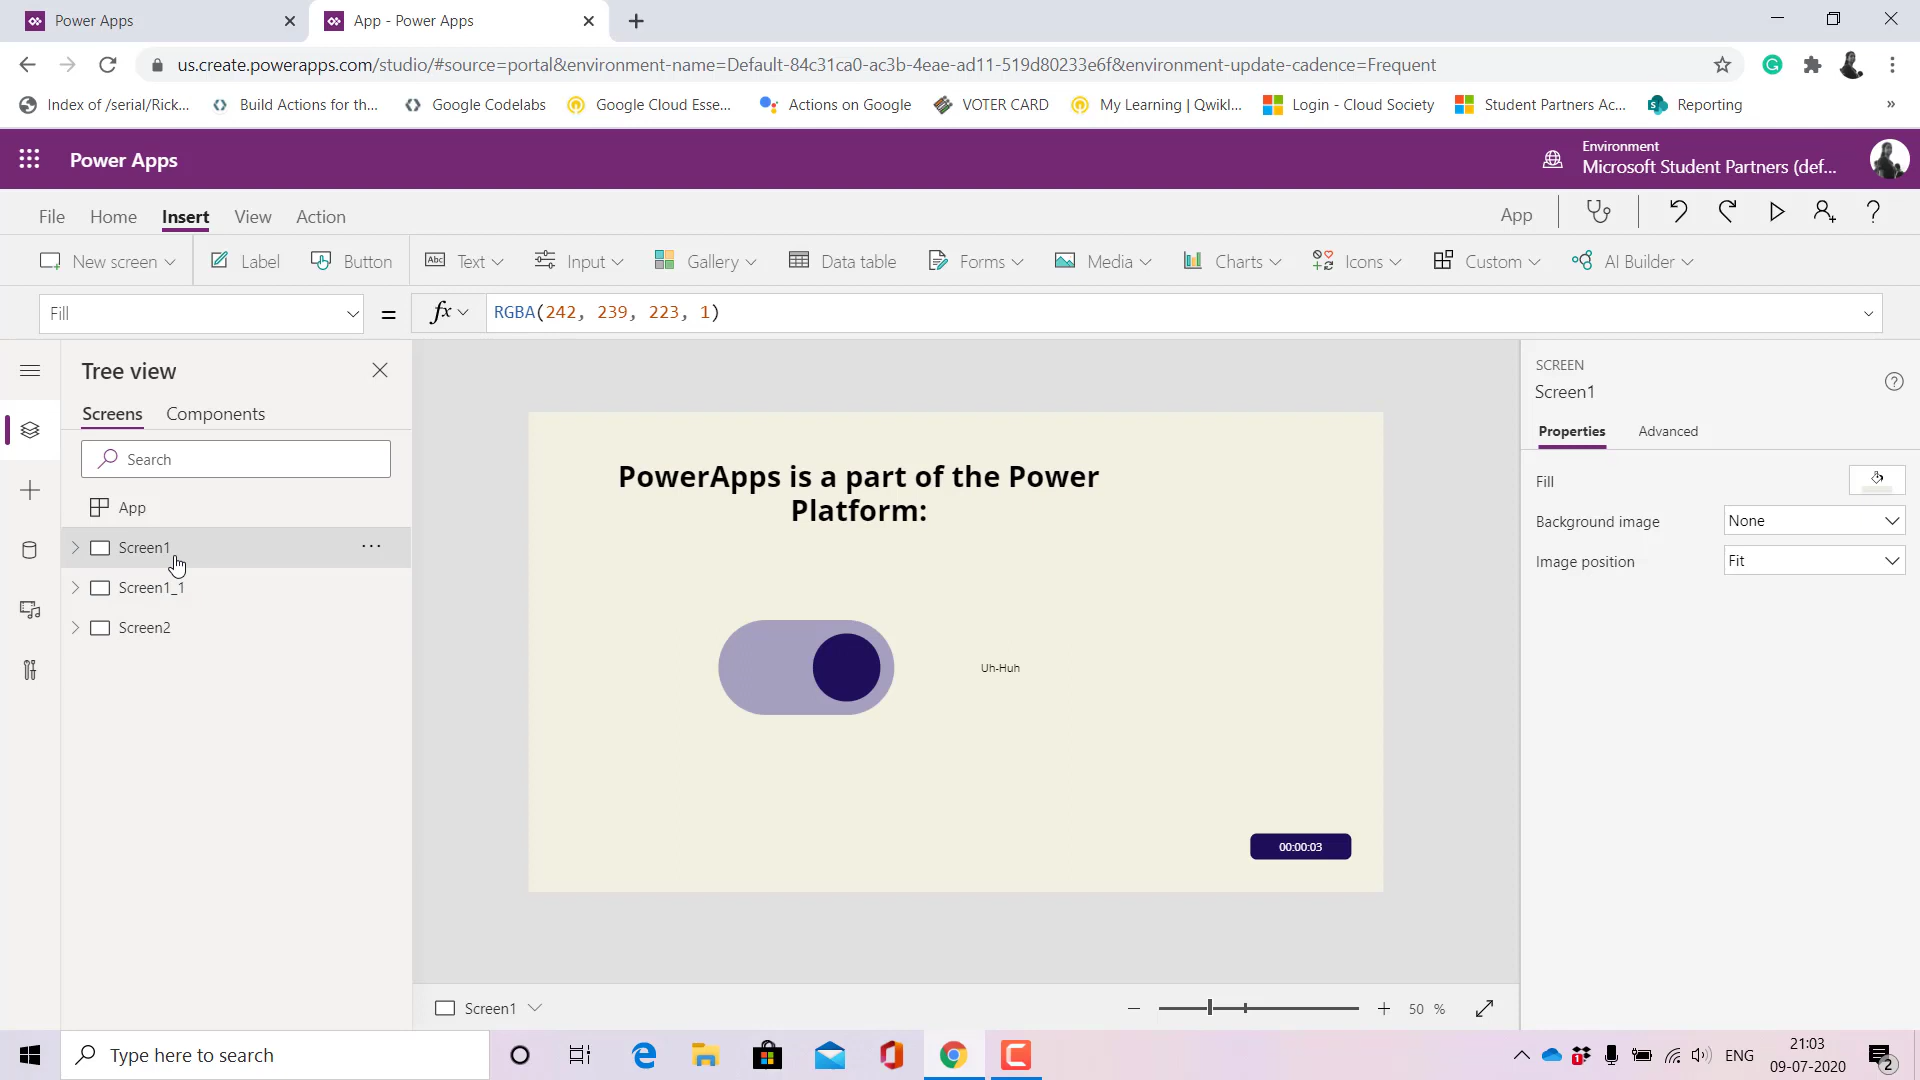 Power Apps
App - Power Apps
us.create.powerapps.com/studio/#source=portal&environment-name=Default-84c31ca0-ac3b-4eae-ad11-519d80233e6f&environment-update-cadence=Frequent
Index of /serial/Rick...
Build Actions for th...
Google Codelabs
Google Cloud Esse...
Actions on Google
VOTER CARD
My Learning | Qwikl...
Login - Cloud Society
Student Partners Ac...
Reporting
»
Power Apps
Environment
Microsoft Student Partners (def...
File
Home
Insert
View
Action
App
?
New screen
Label
Button
Abc
Text
Input
Gallery
Data table
Forms
Media
Charts
Icons
Custom
AI Builder
Fill
=
fx
RGBA(242, 239, 223, 1)
Tree view
Screens
Components
Search
App
Screen1
...
Screen1_1
Screen2
PowerApps is a part of the Power
Platform:
Uh-Huh
00:00:03
SCREEN
Screen1
?
Properties
Advanced
Fill
Background image
None
Image position
Fit
Screen1
50 %
Type here to search
1
ENG
21:03
09-07-2020
2